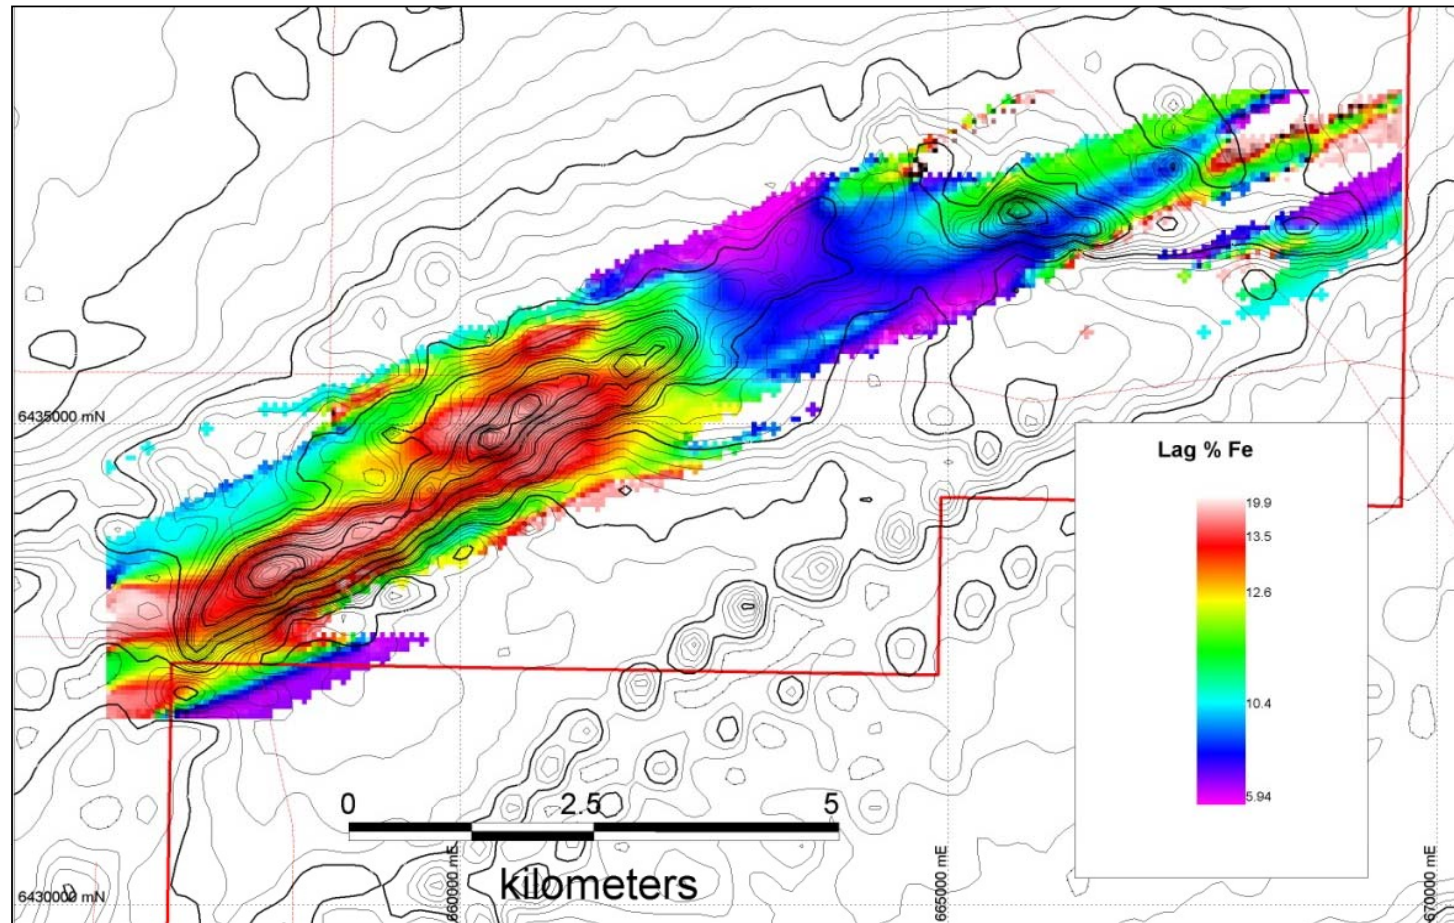 6435000 mN
Lag % Fe
19.9
13.5
12.6
10.4
5.94
0 2.5 5
kilometers
660000 mE
665000 mE
670000 mE
6430000 mN